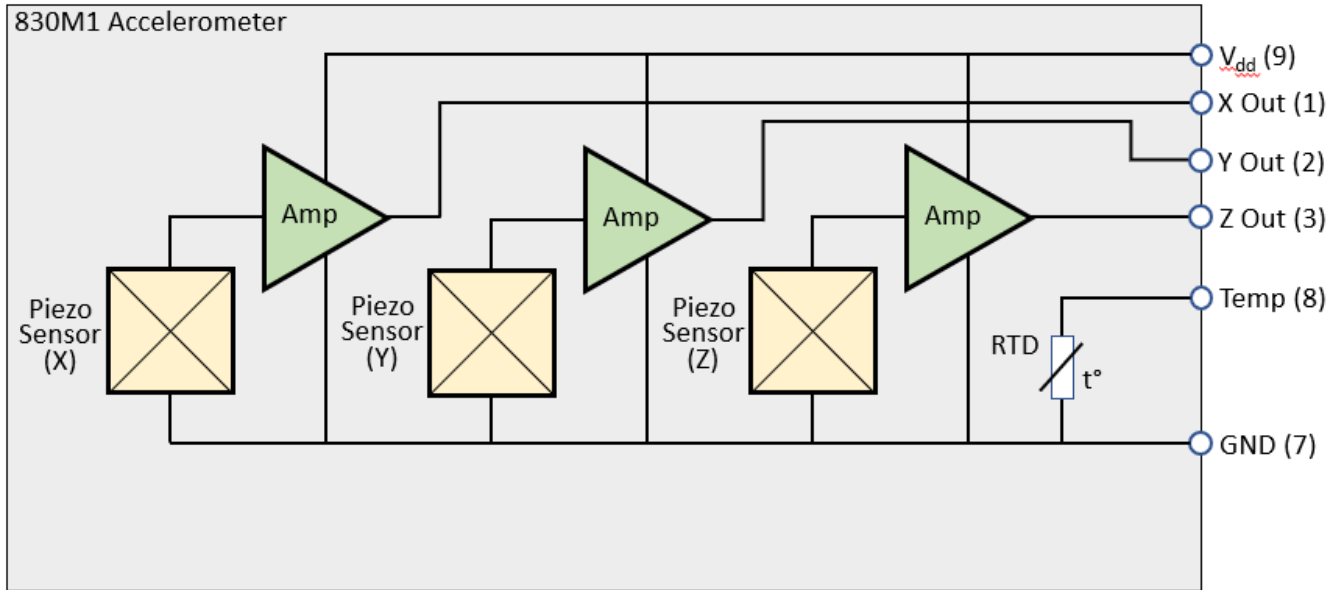 830M1 Accelerometer
Vdd (9)
X Out (1)
Y Out (2)
Amp
Amp
Amp
Z Out (3)
Piezo
Sensor
(X)
Piezo
Sensor
(Y)
Piezo
Sensor
(Z)
Temp (8)
RTD
t°
GND (7)